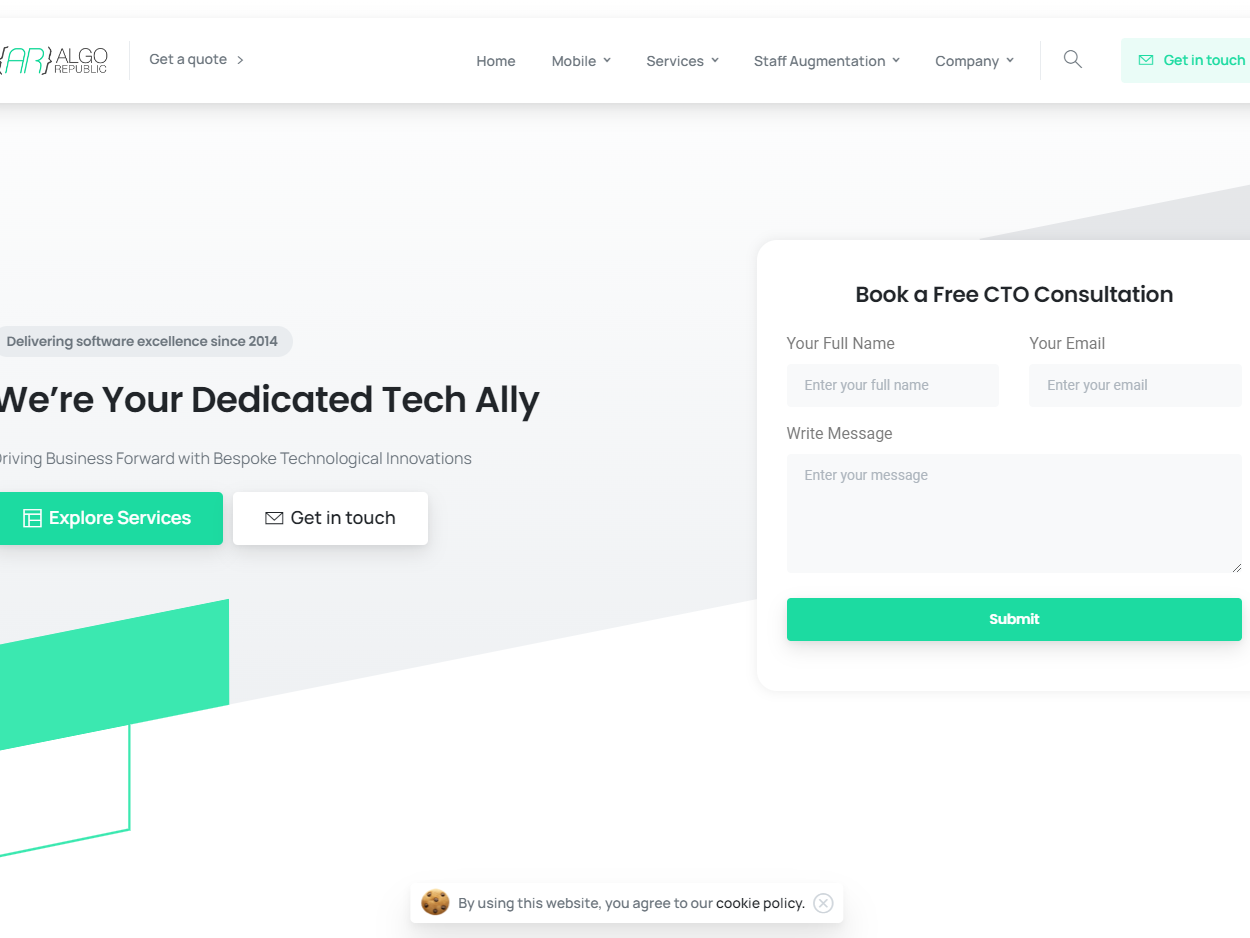 {AR} ALGO
REPUBLIC
Get a quote
Home
Mobile
Services
Staff Augmentation
Company
Get in touch
Delivering software excellence since 2014
We’re Your Dedicated Tech Ally
Driving Business Forward with Bespoke Technological Innovations
Explore Services
Get in touch
Book a Free CTO Consultation
Your Full Name
Your Email
Enter your full name
Enter your email
Write Message
Enter your message
Submit
By using this website, you agree to our cookie policy.